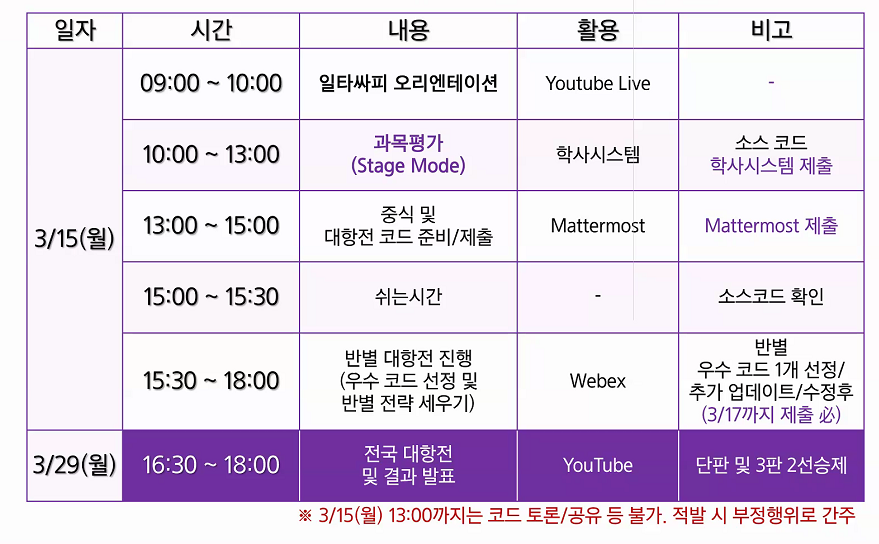 일자 시간 내용 활용 비고
3/15(월)
09:00 ~ 10:00 일타싸피 오리엔테이션 Youtube Live -
10:00 ~ 13:00
과목평가
(Stage Mode)
학사시스템
소스 코드
학사시스템 제출
13:00 ~ 15:00
중식 및
대항전 코드 준비/제출
Mattermost
Mattermost 제출
15:00 ~ 15:30 쉬는시간 - 소스코드 확인
15:30 ~ 18:00
반별 대항전 진행
(우수 코드 선정 및
반별 전략 세우기)
Webex
반별
우수 코드 1개 선정/
추가 업데이트/수정후
(3/17까지 제출 必)
3/29(월)
16:30 ~ 18:00
전국 대항전
및 결과 발표
YouTube
단판 및 3판 2선승제
※ 3/15(월) 13:00까지는 코드 토론/공유 등 불가. 적발 시 부정행위로 간주